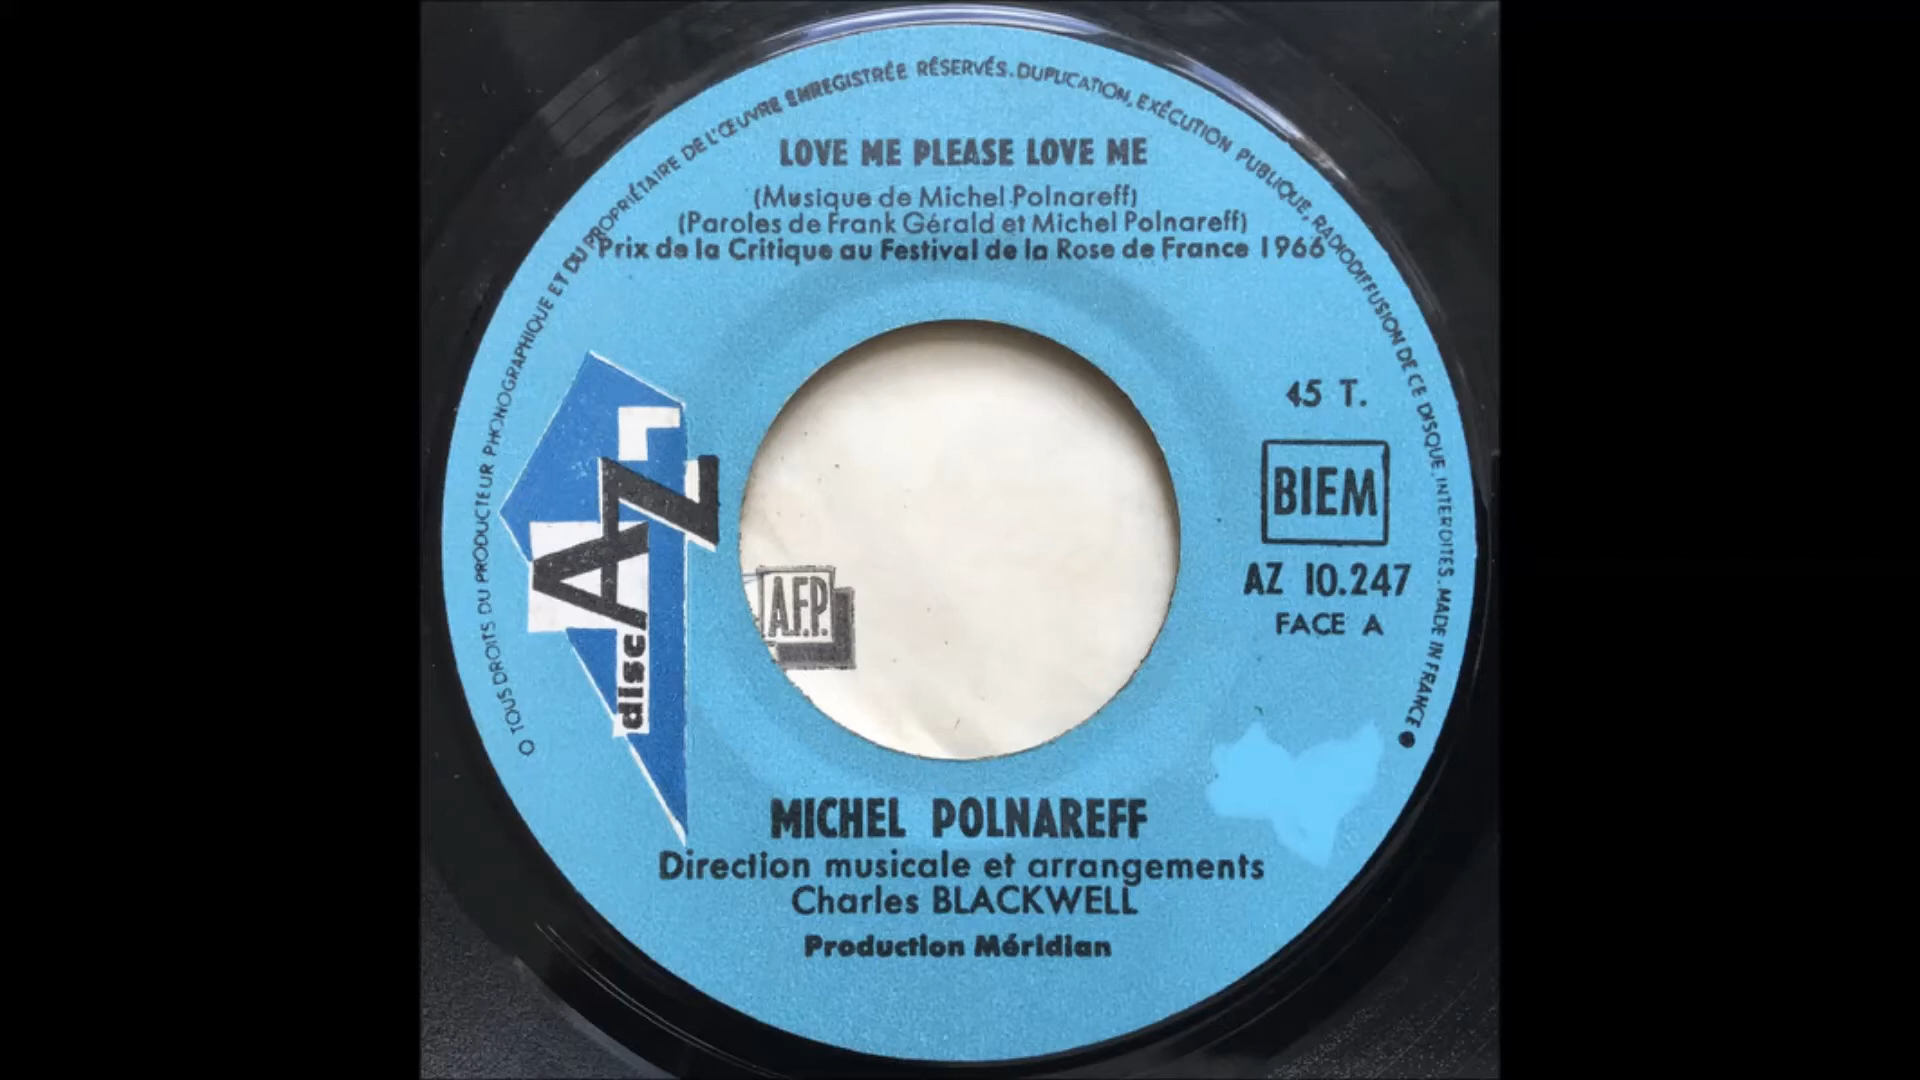 O TOUS DROITS DU PRODUCTEUR PHONOGRAPHIQUE ET DU PROPRIÉTAIRE DE L'ŒUVRE ENREGISTRÉE RÉSERVÉS. DUPLICATION, EXÉCUTION PUBLIQUE, RADIODIFFUSION DE CE DISQUE INTERDITES. MADE IN FRANCE ●
LOVE ME PLEASE LOVE ME
(Musique de Michel Polnareff)
(Paroles de Frank Gérald et Michel Polnareff)
Prix de la Critique au Festival de la Rose de France 1966
45 T.
BIEM
AZ 10.247
FACE A
disc AZ
A.F.P.
MICHEL POLNAREFF
Direction musicale et arrangements
Charles BLACKWELL
Production Méridian